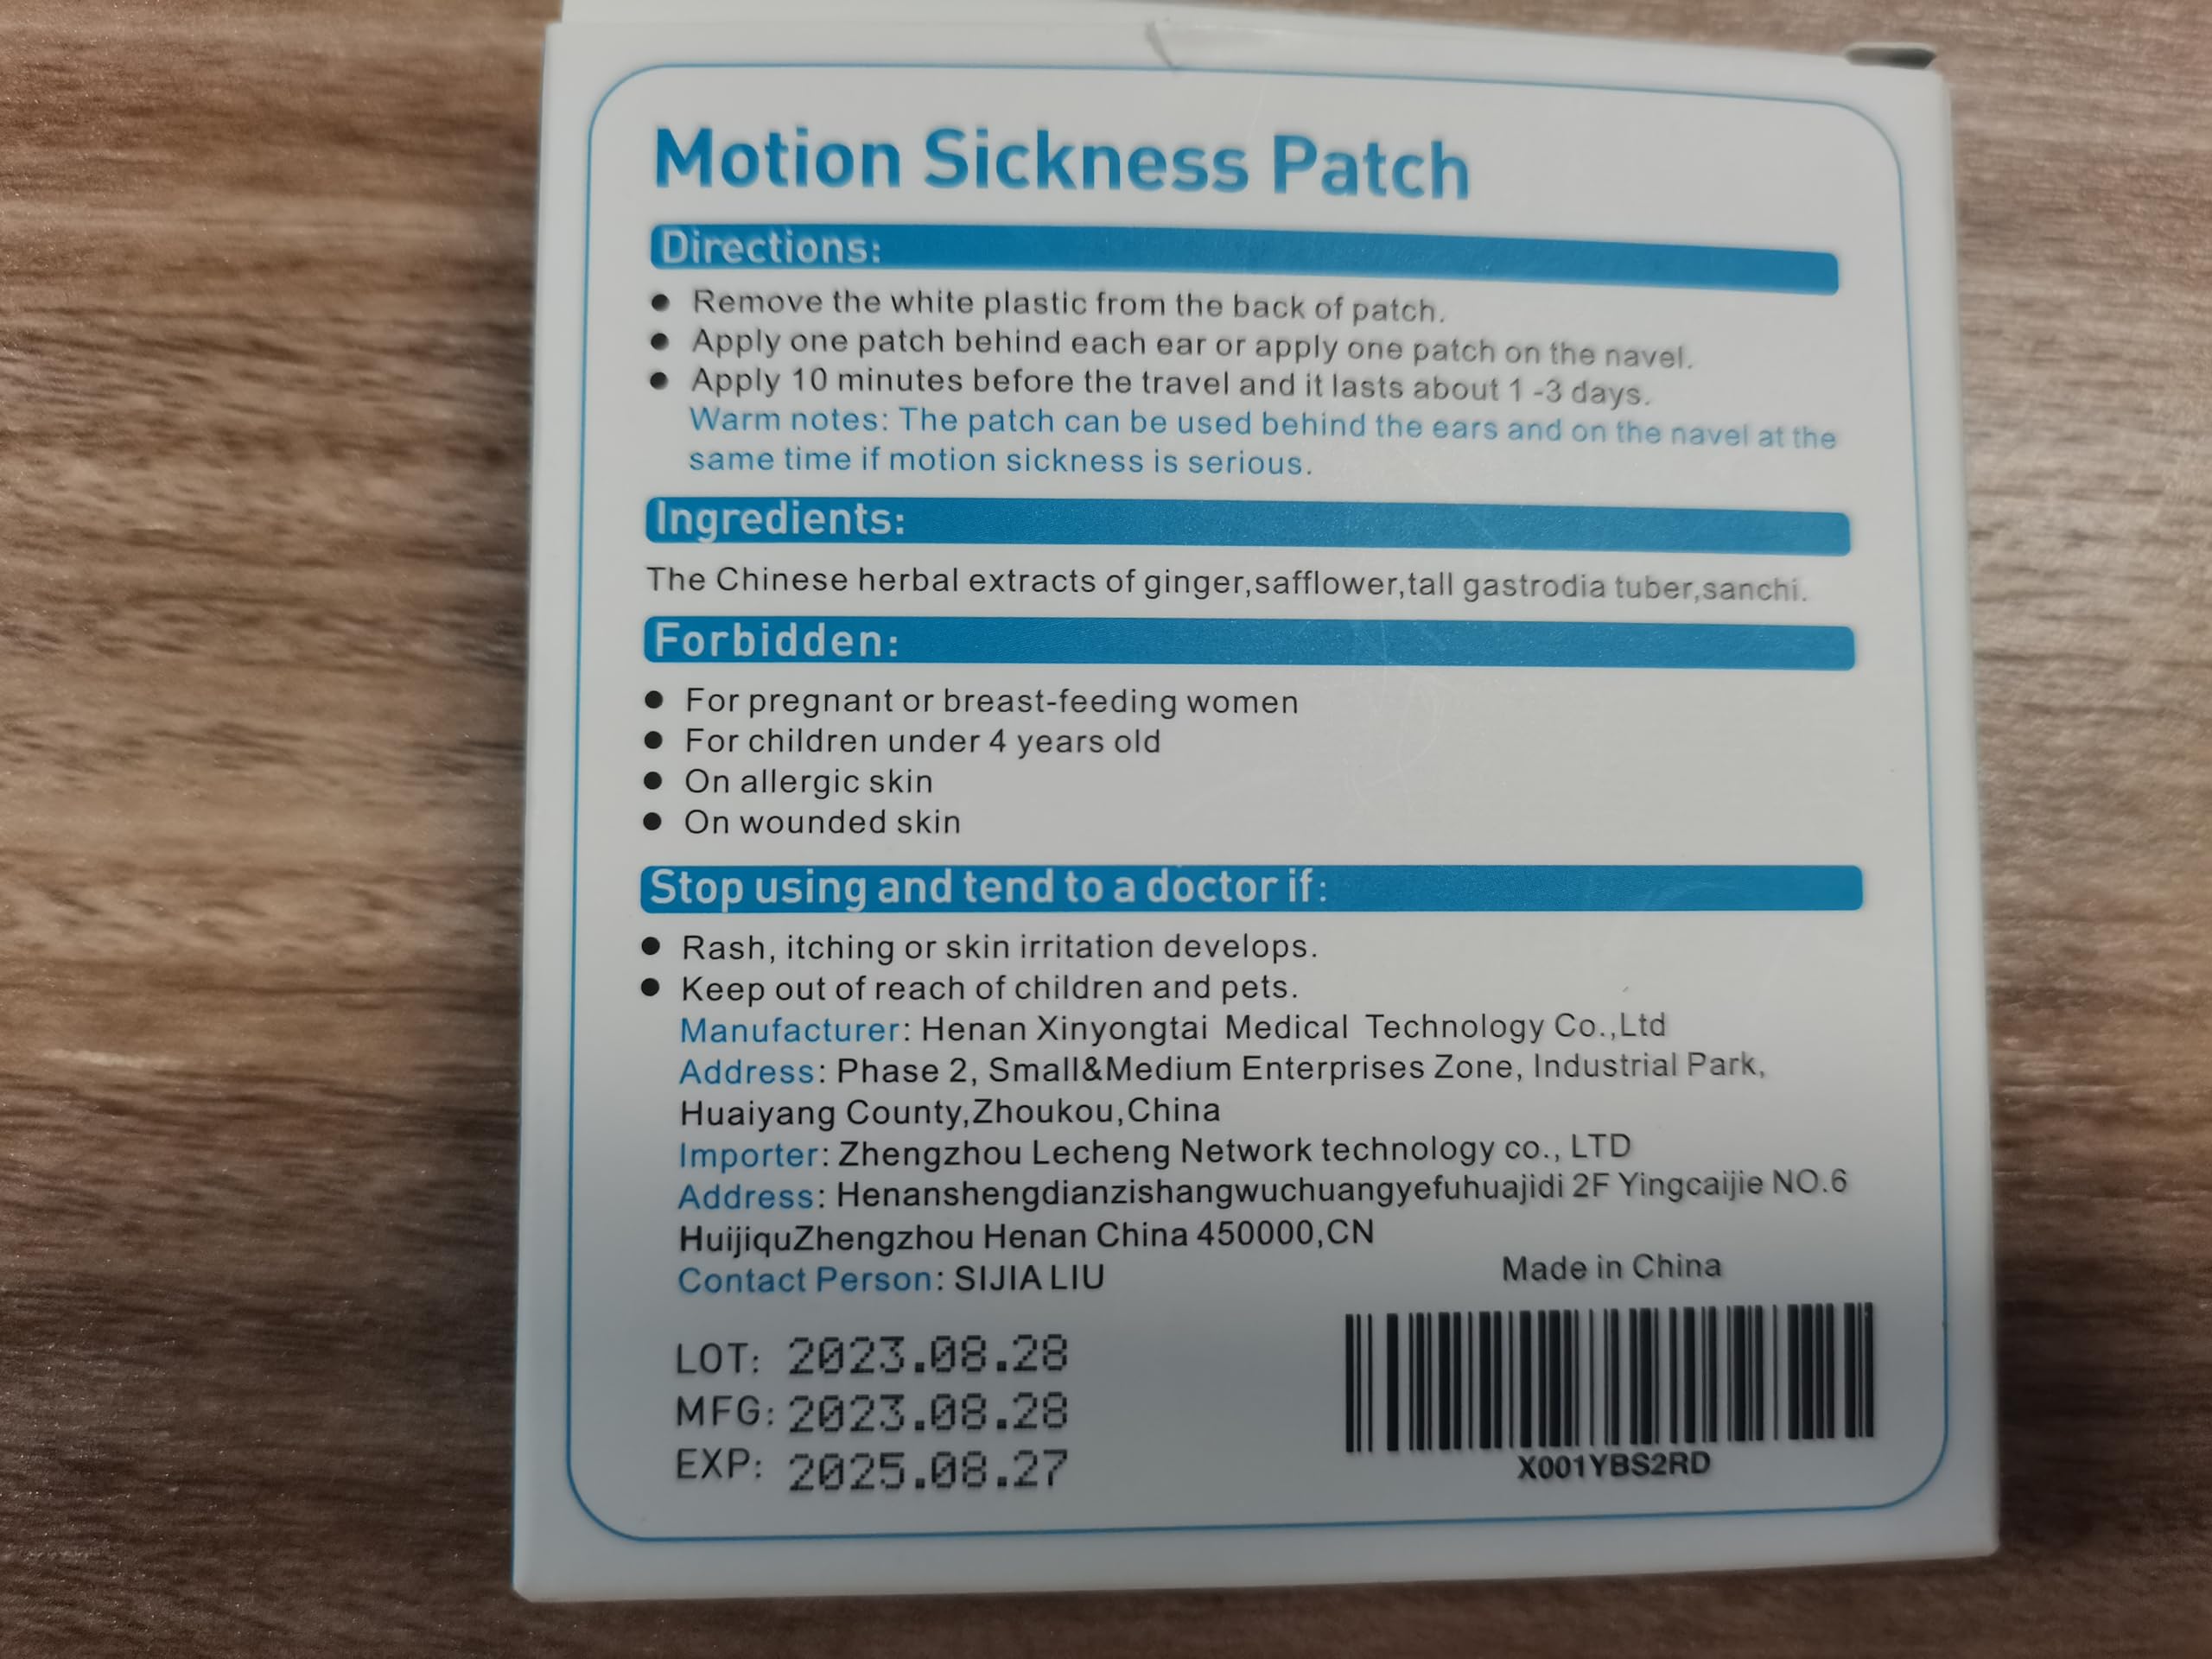 Motion Sickness Patch
Directions:
● Remove the white plastic from the back of patch.
● Apply one patch behind each ear or apply one patch on the navel.
● Apply 10 minutes before the travel and it lasts about 1 -3 days.
Warm notes: The patch can be used behind the ears and on the navel at the
same time if motion sickness is serious.
Ingredients:
The Chinese herbal extracts of ginger,safflower,tall gastrodia tuber,sanchi.
Forbidden:
● For pregnant or breast-feeding women
● For children under 4 years old
● On allergic skin
● On wounded skin
Stop using and tend to a doctor if:
● Rash, itching or skin irritation develops.
● Keep out of reach of children and pets.
Manufacturer: Henan Xinyongtai Medical Technology Co.,Ltd
Address: Phase 2, Small&Medium Enterprises Zone, Industrial Park,
Huaiyang County,Zhoukou,China
Importer: Zhengzhou Lecheng Network technology co., LTD
Address: Henanshengdianzishangwuchuangyefuhuajidi 2F Yingcaijie NO.6
HuijiquZhengzhou Henan China 450000,CN
Contact Person: SIJIA LIU
Made in China
LOT: 2023.08.28
MFG: 2023.08.28
EXP: 2025.08.27
X001YBS2RD